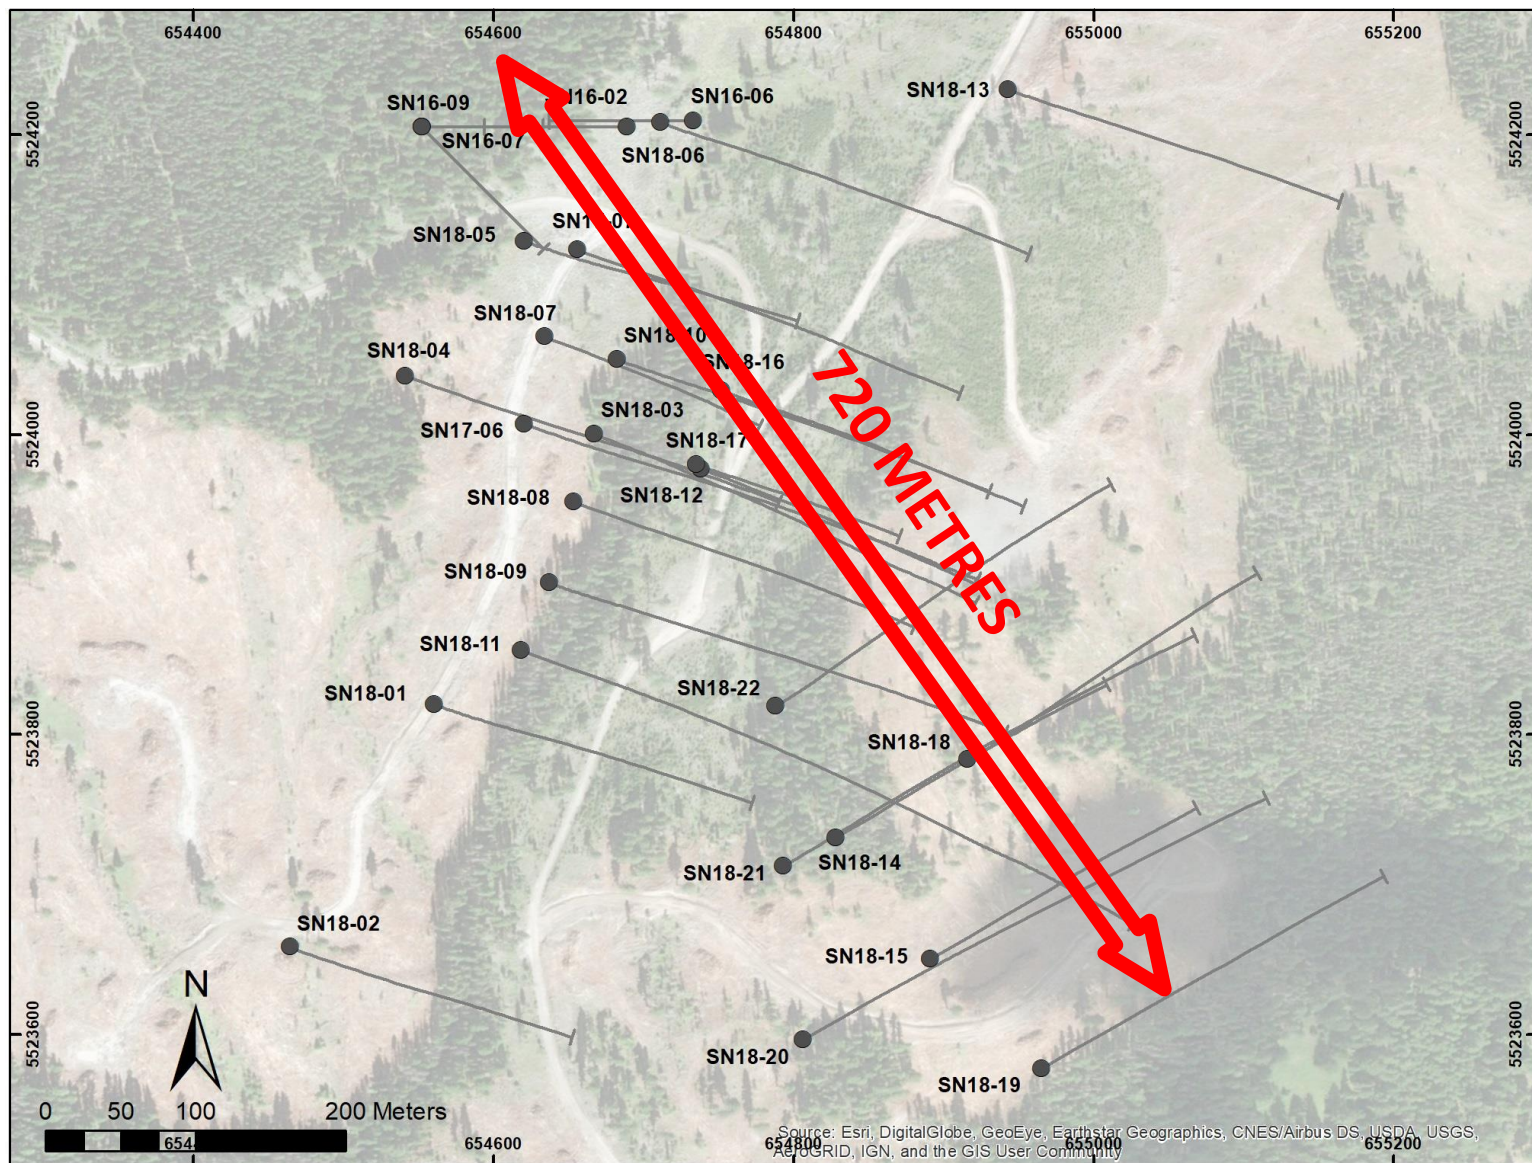 654400
654600
654800
655000
655200
SN18-13
SN16-09
SN16-06
SN16-07
SN18-06
5524200
5524200
SN18-05
SN18-07
SN18-10
SN18-04
SN18-16
720 METRES
SN18-03
SN17-06
SN18-17
5524000
5524000
SN18-08
SN18-12
SN18-09
SN18-11
SN18-01
SN18-22
SN18-18
5523800
5523800
SN18-21
SN18-14
SN18-02
SN18-15
N
SN18-20
SN18-19
5523600
5523600
0 50 100 200 Meters
654600
654800
655000
655200
Source: Esri, DigitalGlobe, GeoEye, Earthstar Geographics, CNES/Airbus DS, USDA, USGS,
AeroGRID, IGN, and the GIS User Community